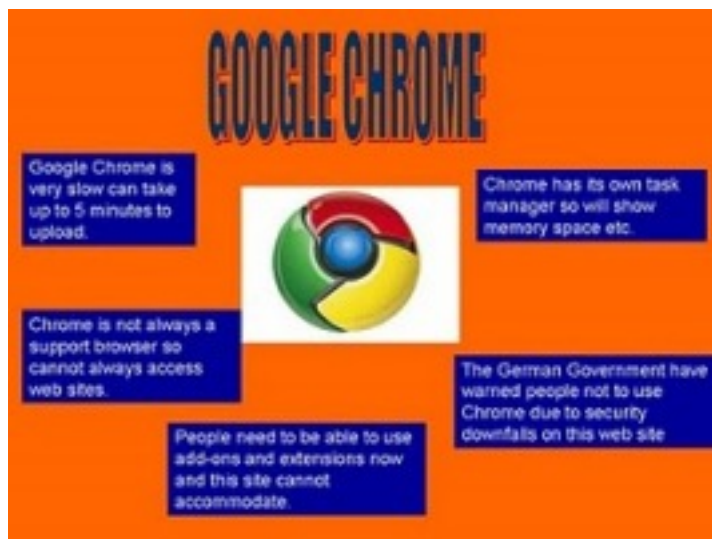 GOOGLE CHROME
Google Chrome is
very slow can take
up to 5 minutes to
upload.
Chrome has its own task
manager so will show
memory space etc.
Chrome is not always a
support browser so
cannot always access
web sites.
The German Government have
warned people not to use
Chrome due to security
downfalls on this web site
People need to be able to use
add-ons and extensions now
and this site cannot
accommodate.